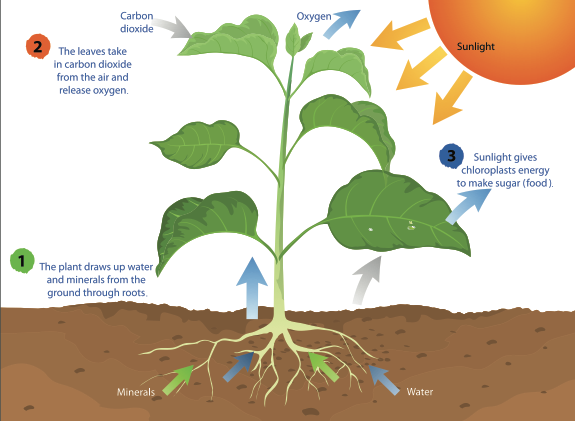 Carbon
dioxide
Oxygen
Sunlight
2
The leaves take
in carbon dioxide
from the air and
release oxygen.
3
Sunlight gives
chloroplasts energy
to make sugar (food).
1
The plant draws up water
and minerals from the
ground through roots.
Minerals
Water